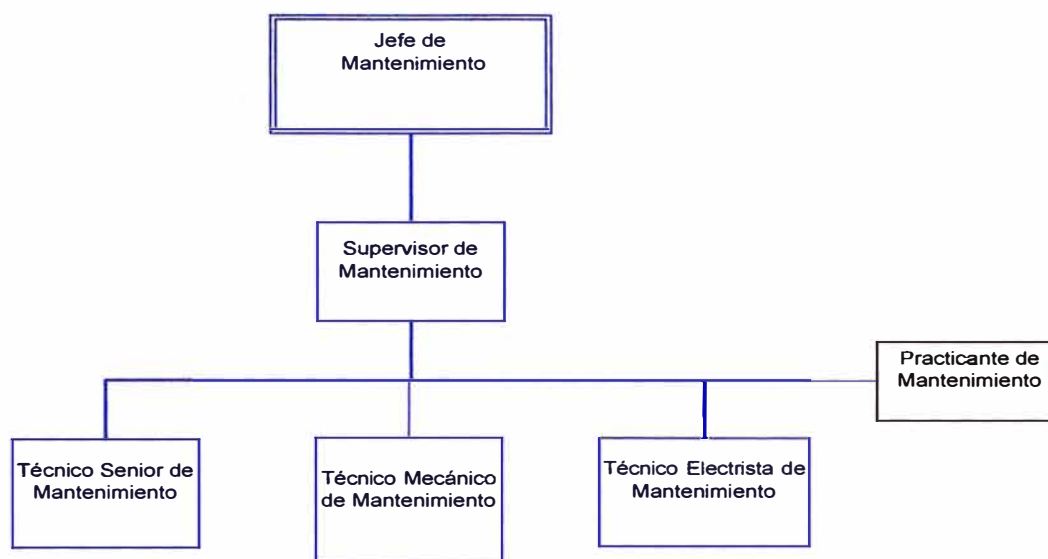 Jefe de
Mantenimiento
Supervisor de
Mantenimiento
Practicante de
Mantenimiento
Técnico Senior de
Mantenimiento
Técnico Mecánico
de Mantenimiento
Técnico Electrista de
Mantenimiento